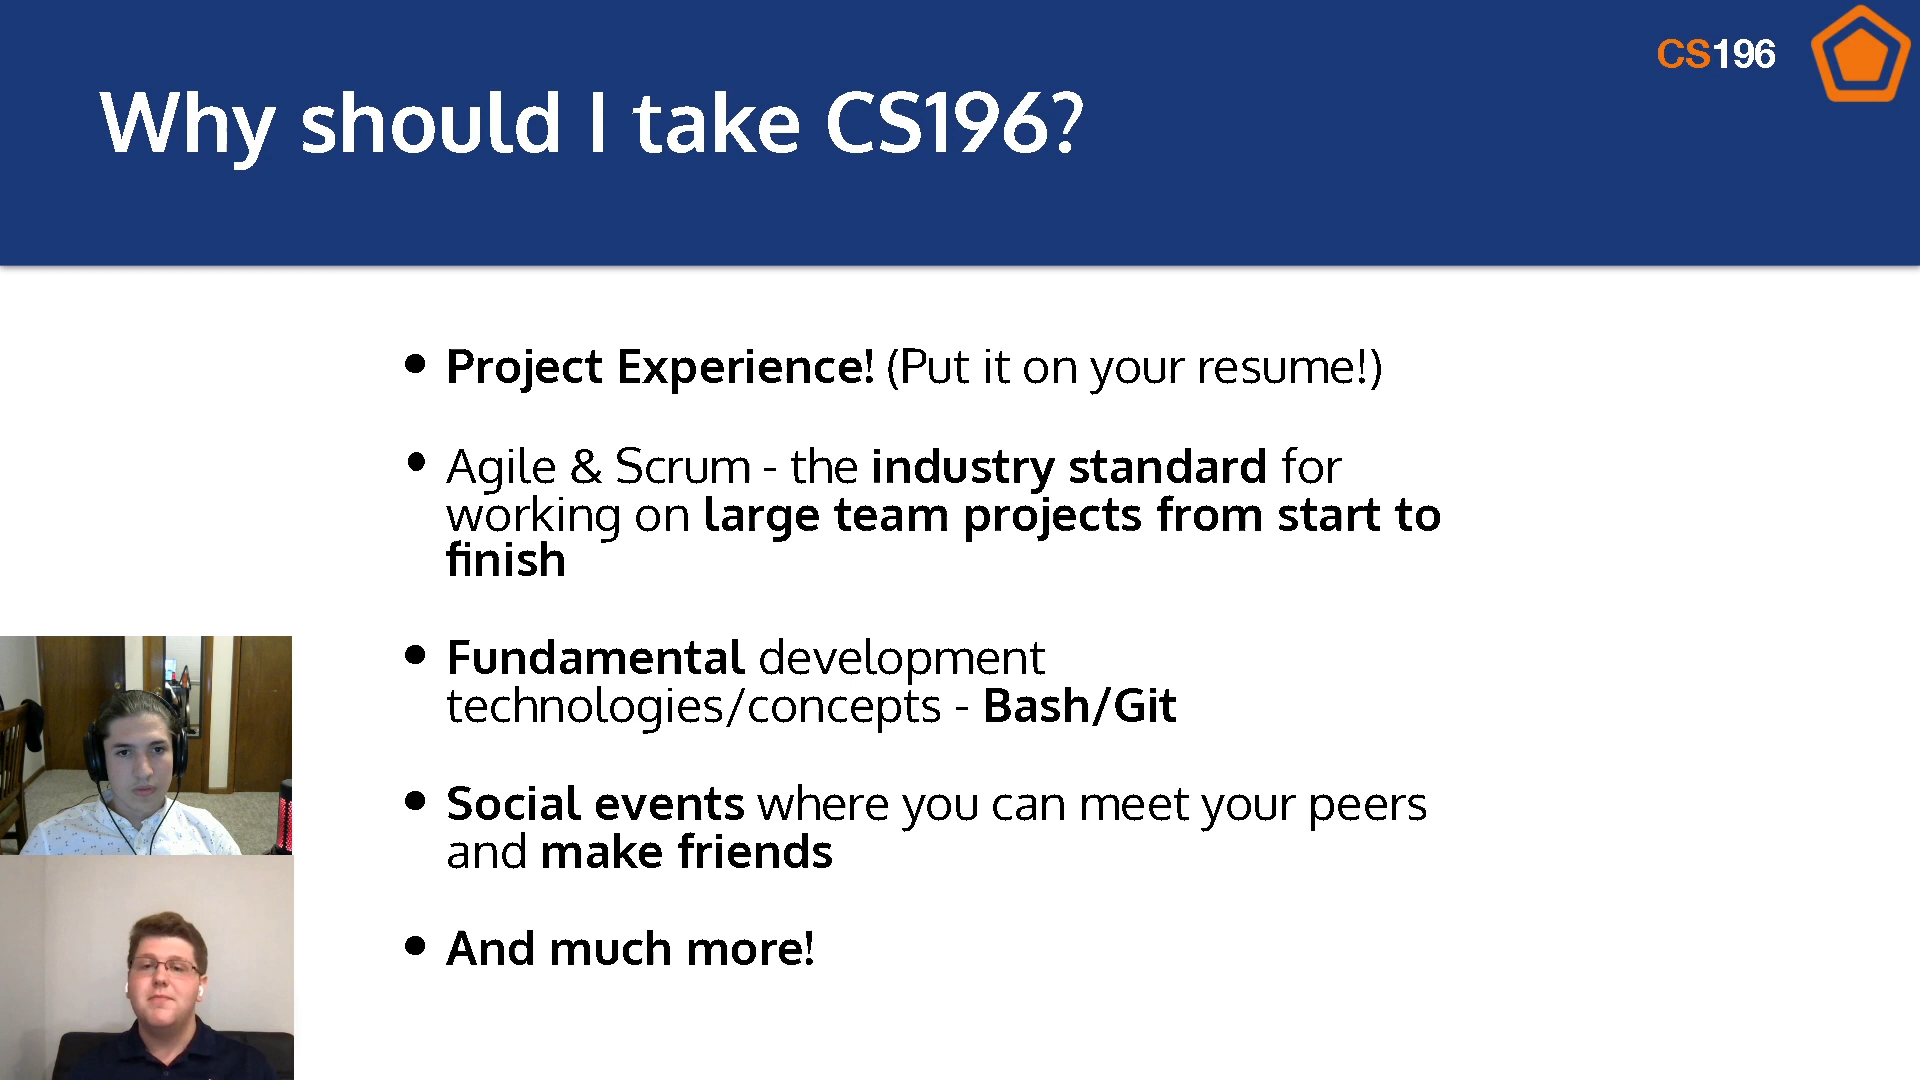 CS196
Why should I take CS196?
● Project Experience! (Put it on your resume!)
● Agile & Scrum - the industry standard for
working on large team projects from start to
finish
● Fundamental development
technologies/concepts - Bash/Git
● Social events where you can meet your peers
and make friends
● And much more!